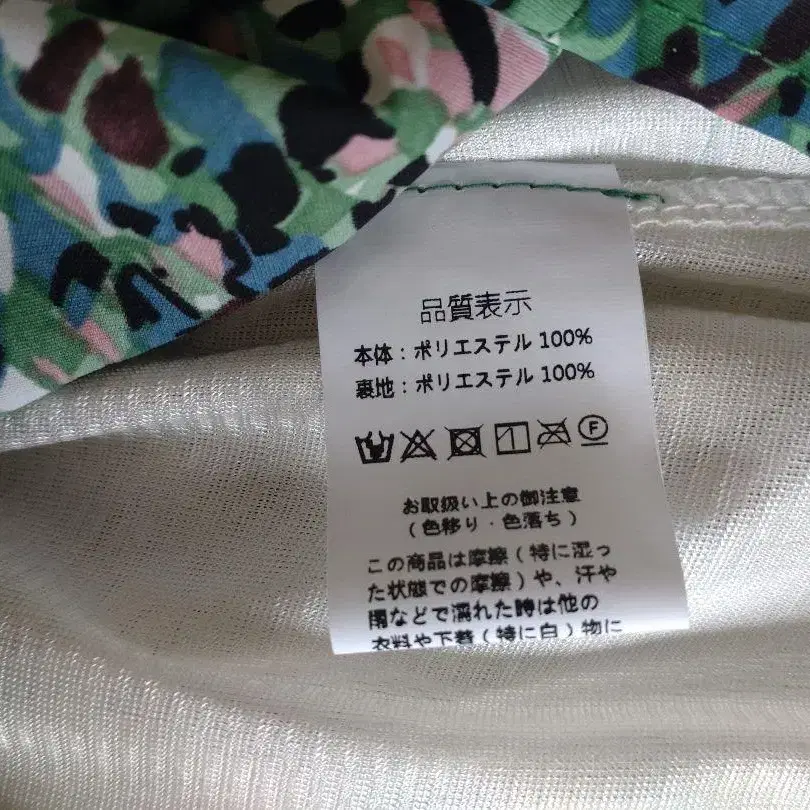 品質表示
本体：ポリエステル 100%
裏地：ポリエステル 100%
F
お取扱い上の御注意
（色移り・色落ち）
この商品は摩擦（特に湿っ
た状態での摩擦）や、汗や
雨などで濡れた時は他の
衣料や下着（特に白）物に